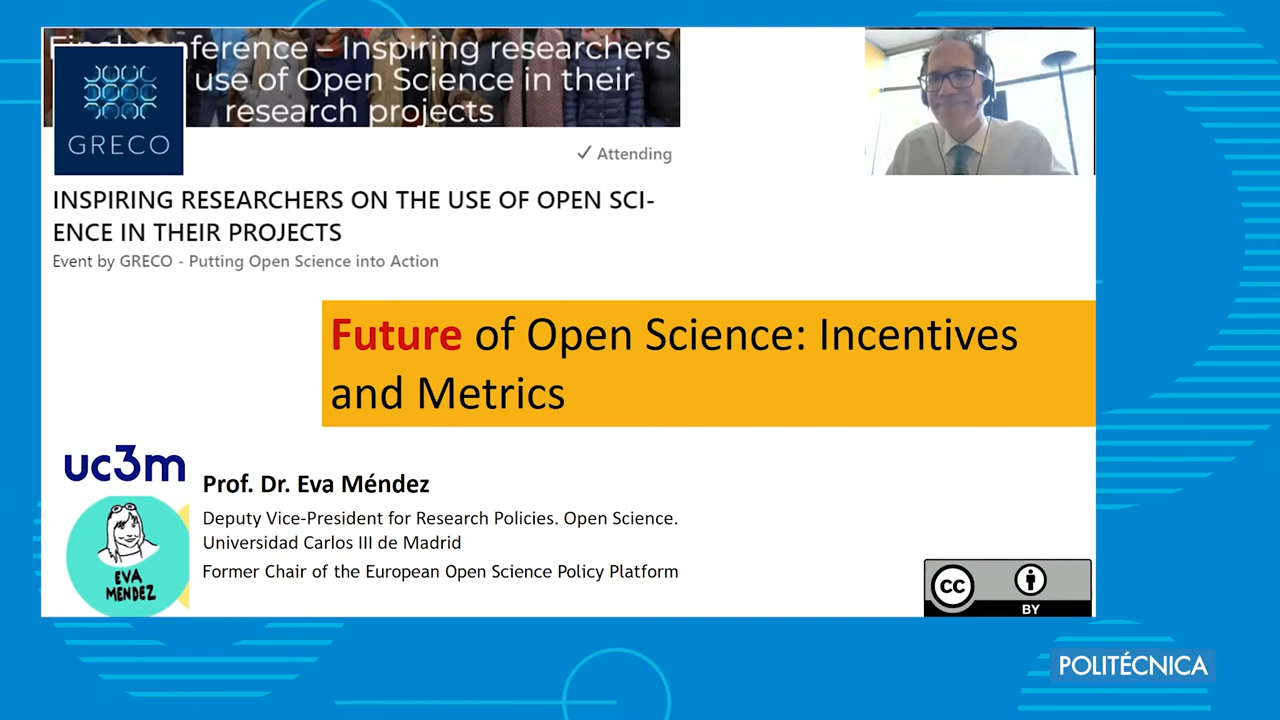 Final conference – Inspiring researchers
use of Open Science in their
research projects
GRECO
✓ Attending
INSPIRING RESEARCHERS ON THE USE OF OPEN SCI-
ENCE IN THEIR PROJECTS
Event by GRECO - Putting Open Science into Action
Future of Open Science: Incentives
and Metrics
uc3m
Prof. Dr. Eva Méndez
Deputy Vice-President for Research Policies. Open Science.
Universidad Carlos III de Madrid
Former Chair of the European Open Science Policy Platform
EVA
MENDEZ
cc
BY
POLITÉCNICA